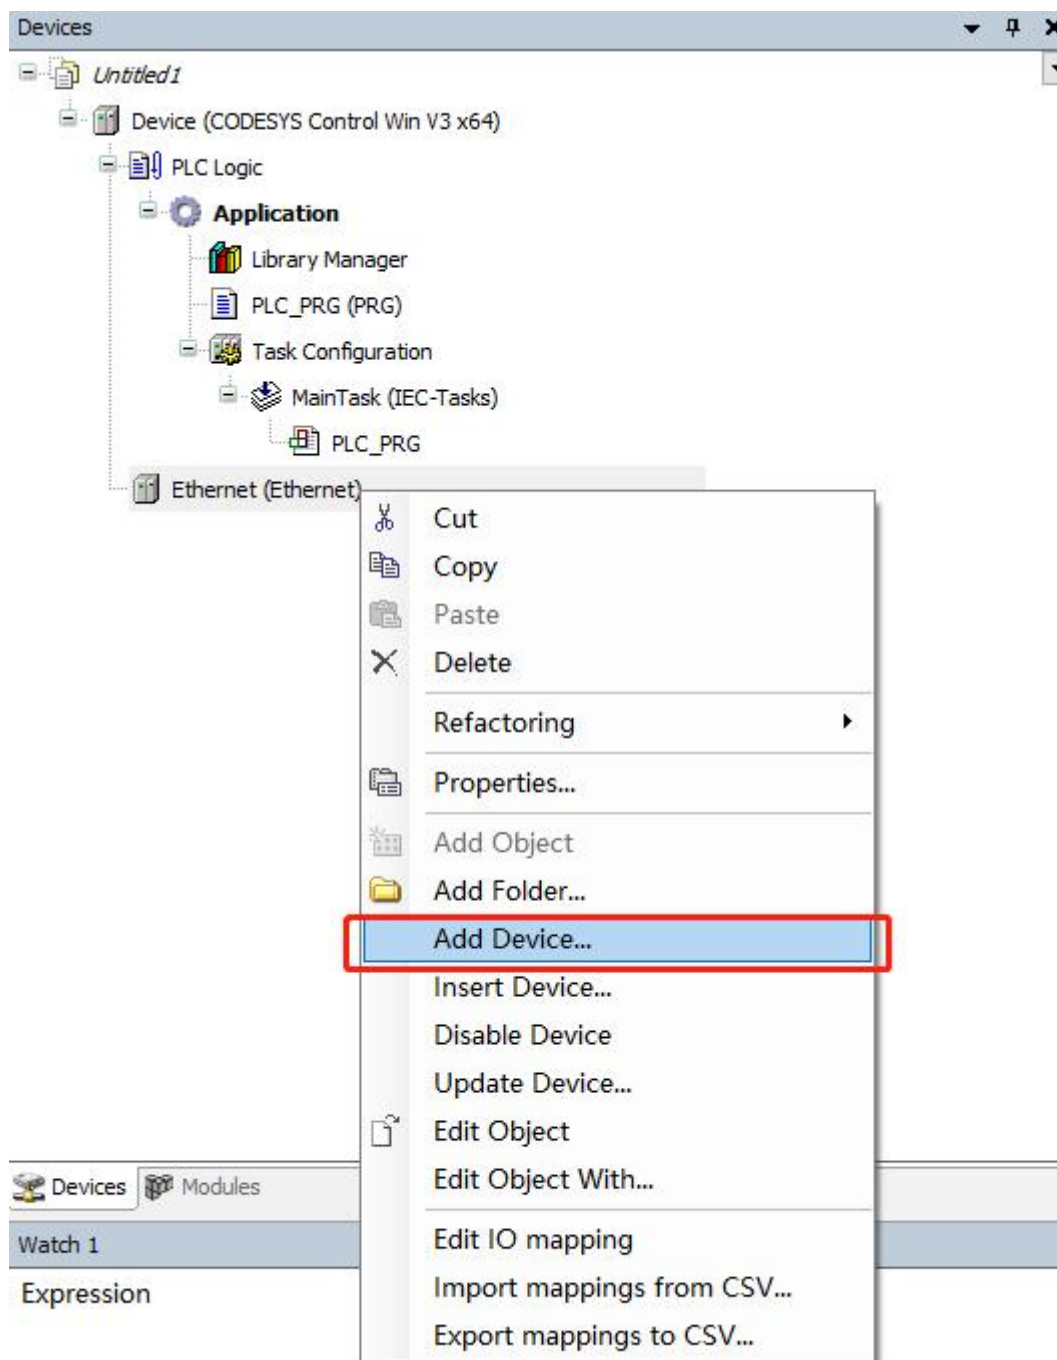 Devices
Untitled1
Device (CODESYS Control Win V3 x64)
PLC Logic
Application
Library Manager
PLC_PRG (PRG)
Task Configuration
MainTask (IEC-Tasks)
PLC_PRG
Ethernet (Ethernet)
Cut
Copy
Paste
Delete
Refactoring
Properties...
Add Object
Add Folder...
Add Device...
Insert Device...
Disable Device
Update Device...
Edit Object
Edit Object With...
Edit IO mapping
Import mappings from CSV...
Export mappings to CSV...
Devices Modules
Watch 1
Expression